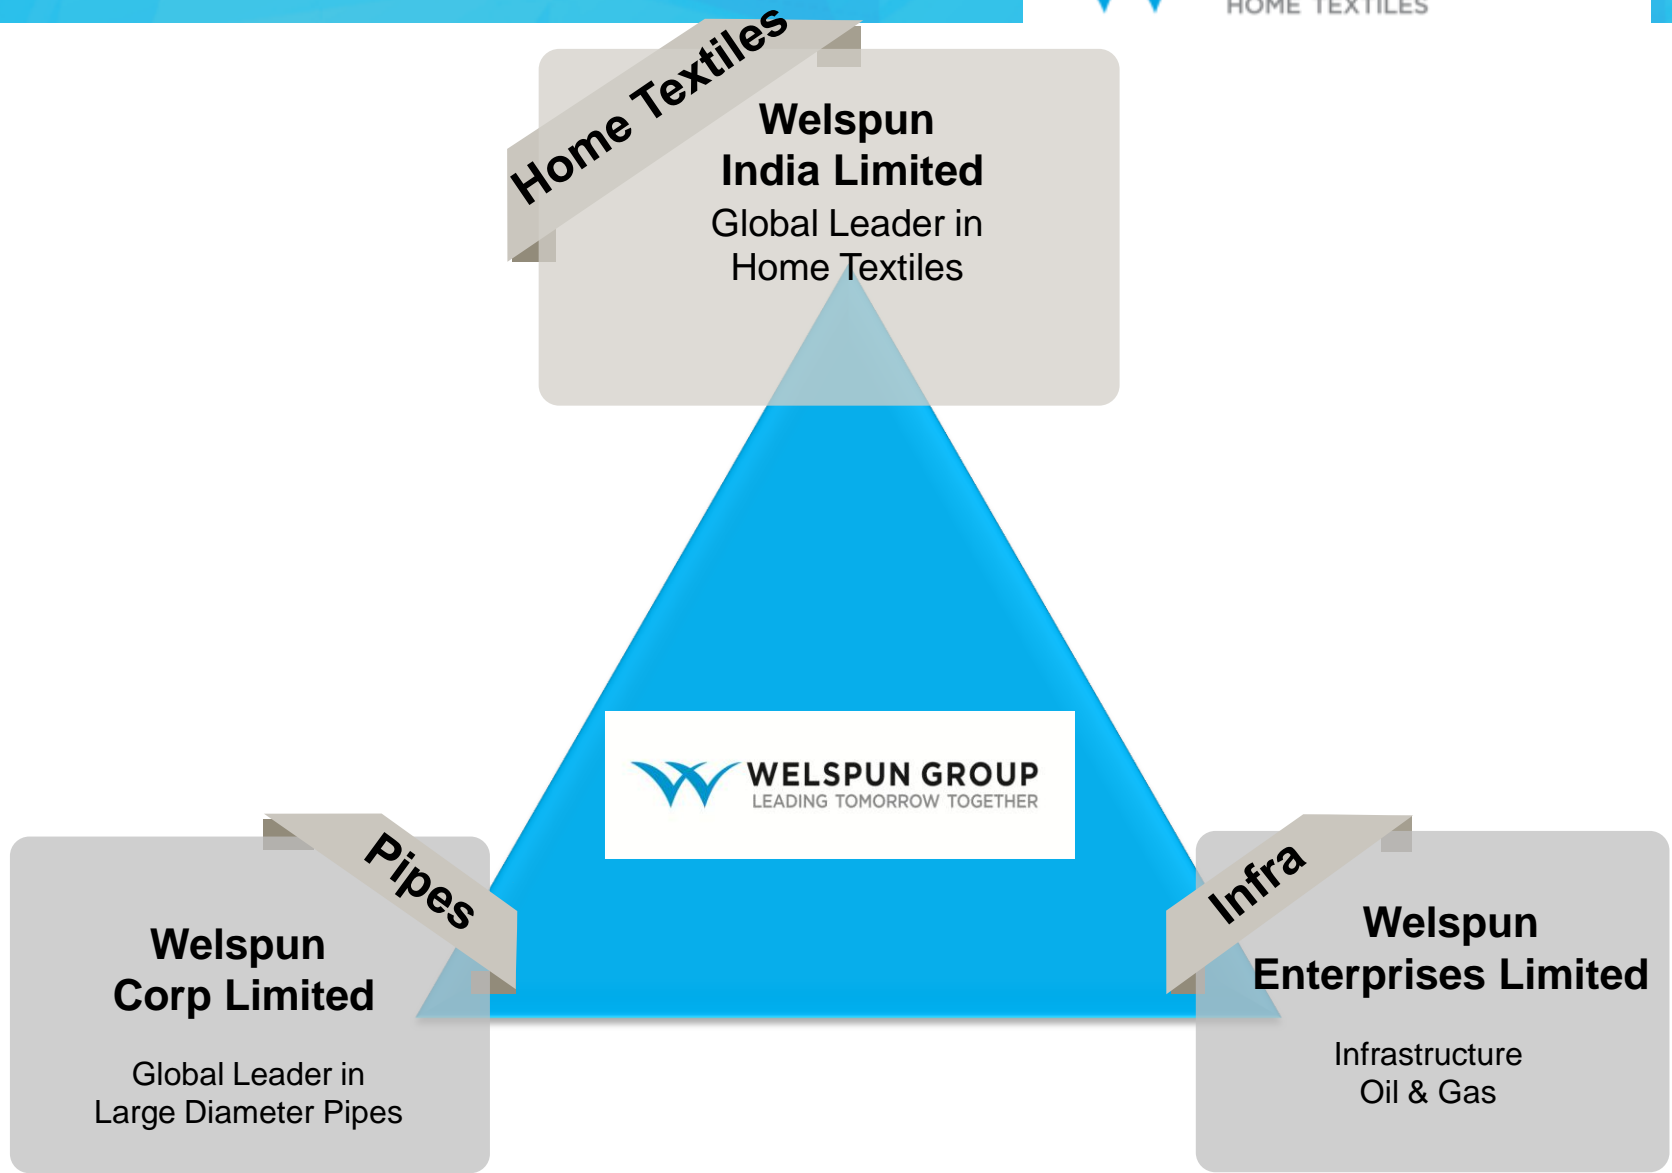 HOME TEXTILES
Home Textiles
Welspun
India Limited
Global Leader in
Home Textiles
WELSPUN GROUP
LEADING TOMORROW TOGETHER
Pipes
Welspun
Corp Limited
Global Leader in
Large Diameter Pipes
Infra
Welspun
Enterprises Limited
Infrastructure
Oil & Gas